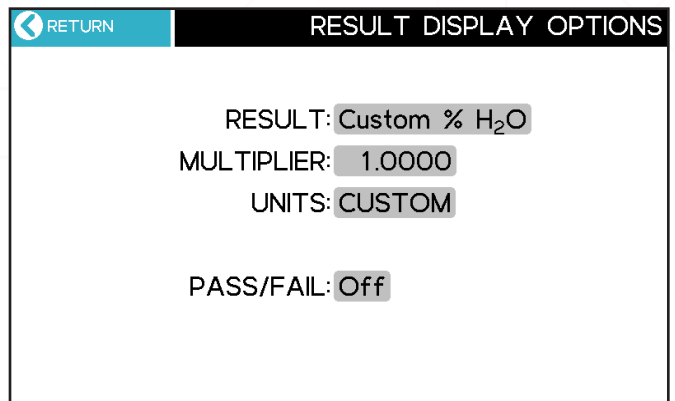 RETURN
RESULT DISPLAY OPTIONS
RESULT: Custom % H₂O
MULTIPLIER: 1.0000
UNITS: CUSTOM
PASS/FAIL: Off